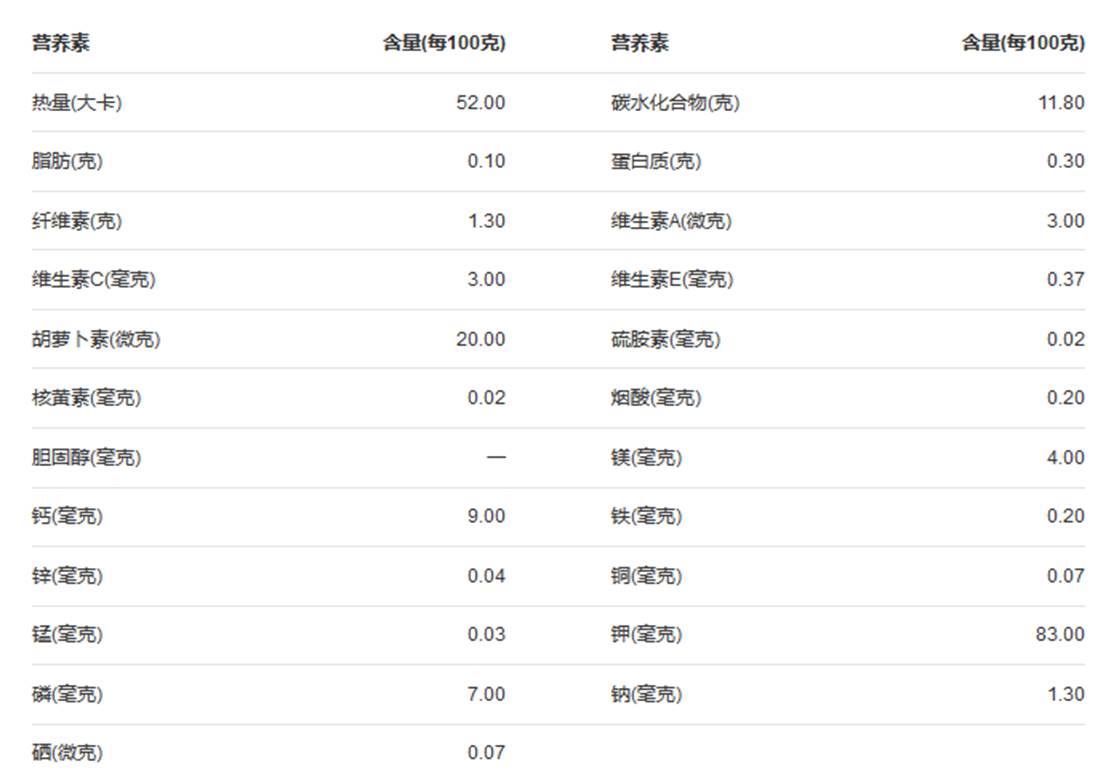 营养素 含量(每100克) 营养素 含量(每100克)
热量(大卡) 52.00 碳水化合物(克) 11.80
脂肪(克) 0.10 蛋白质(克) 0.30
纤维素(克) 1.30 维生素A(微克) 3.00
维生素C(毫克) 3.00 维生素E(毫克) 0.37
胡萝卜素(微克) 20.00 硫胺素(毫克) 0.02
核黄素(毫克) 0.02 烟酸(毫克) 0.20
胆固醇(毫克) — 镁(毫克) 4.00
钙(毫克) 9.00 铁(毫克) 0.20
锌(毫克) 0.04 铜(毫克) 0.07
锰(毫克) 0.03 钾(毫克) 83.00
磷(毫克) 7.00 钠(毫克) 1.30
硒(微克) 0.07